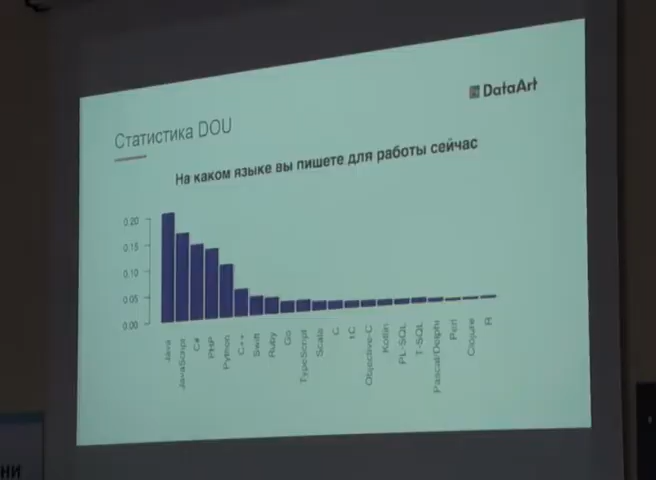 DataArt
Статистика DOU
На каком языке вы пишете для работы сейчас
0.20
0.15
0.10
0.05
0.00
Java
JavaScript
C#
PHP
Python
C++
Swift
Ruby
Go
TypeScript
Scala
C
1C
Objective-C
Kotlin
PL-SQL
T-SQL
Pascal/Delphi
Perl
Clojure
R
НИ